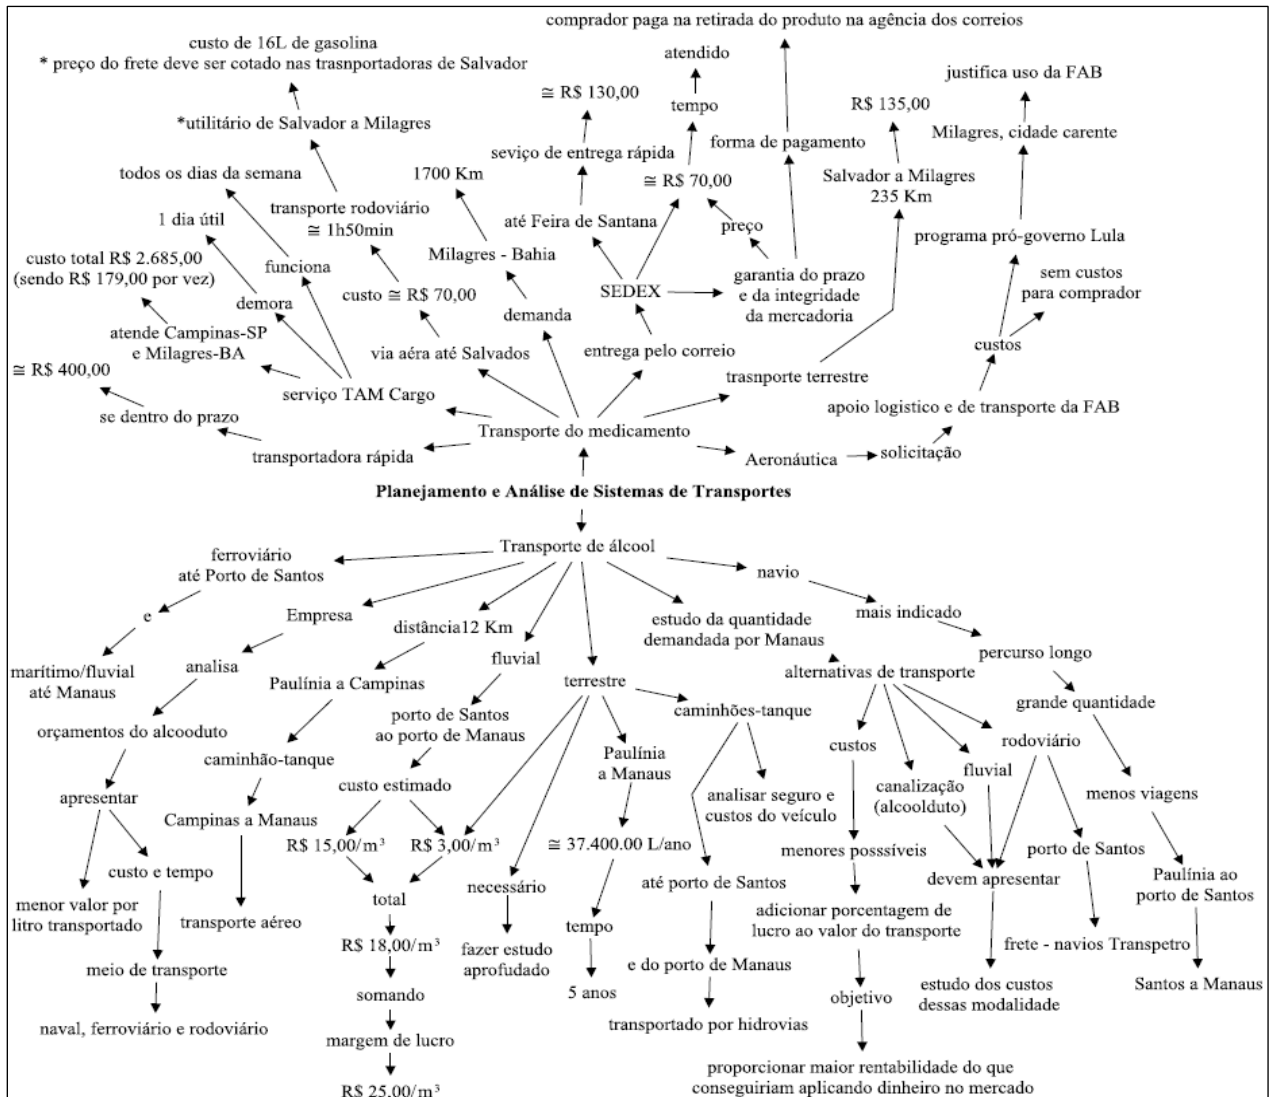 comprador paga na retirada do produto na agência dos correios
custo de 16L de gasolina
* preço do frete deve ser cotado nas trasnportadoras de Salvador
atendido
justifica uso da FAB
≅ R$ 130,00
tempo
R$ 135,00
*utilitário de Salvador a Milagres
Milagres, cidade carente
seviço de entrega rápida
forma de pagamento
todos os dias da semana
1700 Km
≅ R$ 70,00
Salvador a Milagres
235 Km
transporte rodoviário
≅ 1h50min
1 dia útil
até Feira de Santana
preço
programa pró-governo Lula
custo total R$ 2.685,00
(sendo R$ 179,00 por vez)
funciona
Milagres - Bahia
garantia do prazo
e da integridade
da mercadoria
sem custos
para comprador
demora
custo ≅ R$ 70,00
SEDEX
demanda
atende Campinas-SP
e Milagres-BA
via aéra até Salvados
entrega pelo correio
custos
≅ R$ 400,00
serviço TAM Cargo
trasnporte terrestre
se dentro do prazo
apoio logistico e de transporte da FAB
Transporte do medicamento
transportadora rápida
Aeronáutica
solicitação
Planejamento e Análise de Sistemas de Transportes
Transporte de álcool
ferroviário
até Porto de Santos
navio
e
Empresa
distância12 Km
estudo da quantidade
demandada por Manaus
mais indicado
marítimo/fluvial
até Manaus
analisa
Paulínia a Campinas
fluvial
terrestre
alternativas de transporte
percurso longo
orçamentos do alcooduto
caminhão-tanque
porto de Santos
ao porto de Manaus
caminhões-tanque
grande quantidade
Paulínia
a Manaus
custos
rodoviário
apresentar
custo estimado
canalização
(alcoolduto)
fluvial
menos viagens
analisar seguro e
custos do veículo
Campinas a Manaus
R$ 15,00/m³
R$ 3,00/m³
≅ 37.400.00 L/ano
menores posssíveis
porto de Santos
custo e tempo
necessário
até porto de Santos
devem apresentar
Paulínia ao
porto de Santos
menor valor por
litro transportado
transporte aéreo
total
tempo
adicionar porcentagem de
lucro ao valor do transporte
R$ 18,00/m³
fazer estudo
aprofudado
frete - navios Transpetro
meio de transporte
e do porto de Manaus
somando
5 anos
objetivo
estudo dos custos
dessas modalidade
Santos a Manaus
naval, ferroviário e rodoviário
transportado por hidrovias
margem de lucro
proporcionar maior rentabilidade do que
conseguiriam aplicando dinheiro no mercado
R$ 25,00/m³